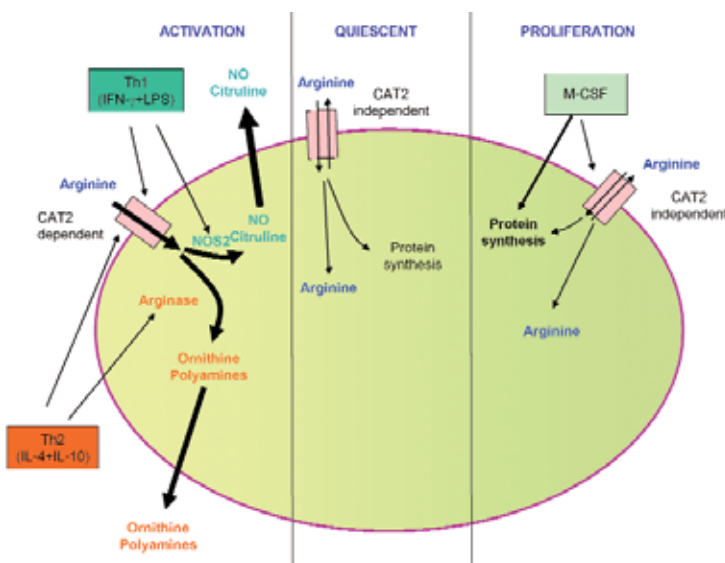 ACTIVATION
QUIESCENT
PROLIFERATION
Th1
(IFN-γ+LPS)
NO
Citruline
Arginine
CAT2
independent
M-CSF
Arginine
CAT2
dependent
NOS2
NO
Citruline
Arginine
CAT2
independent
Protein
synthesis
Protein
synthesis
Arginase
Arginine
Arginine
Ornithine
Polyamines
Th2
(IL-4+IL-10)
Ornithine
Polyamines